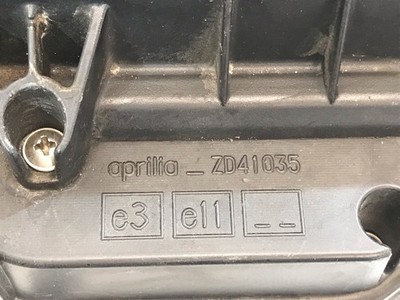 aprilia _ ZD41035
e3 e11 _ _